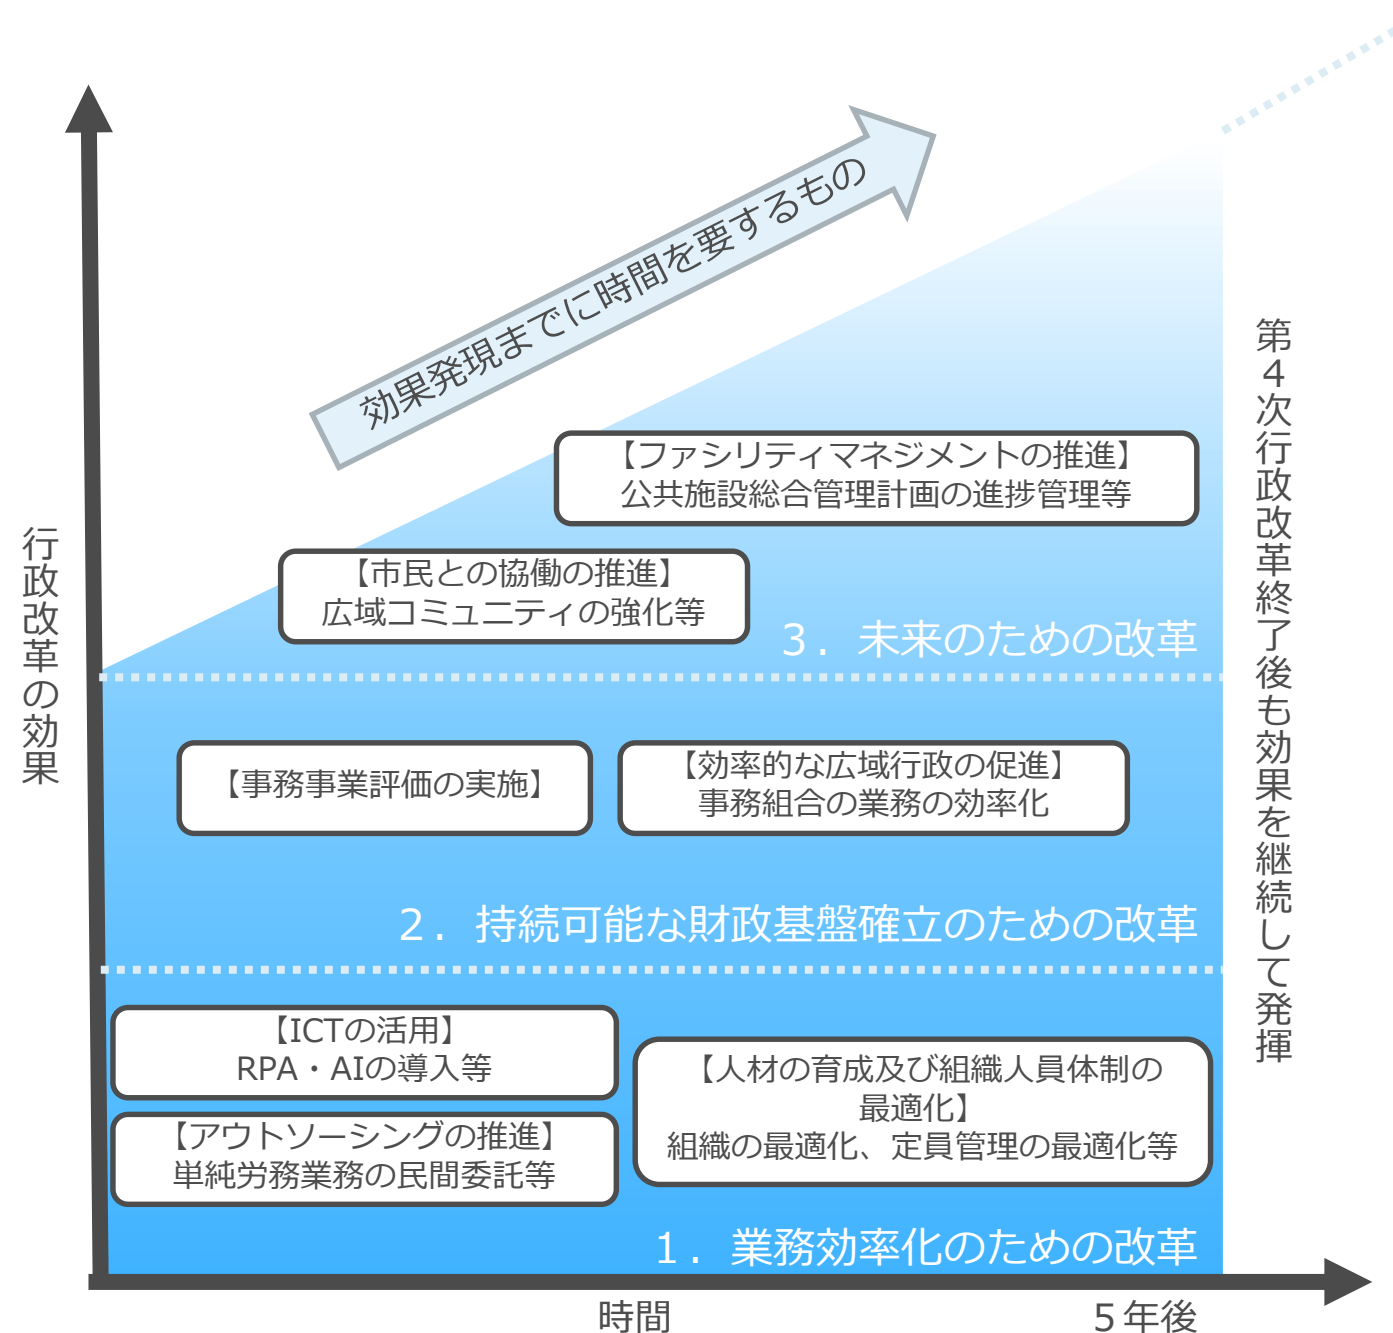 効果発現までに時間を要するもの
【ファシリティマネジメントの推進】
公共施設総合管理計画の進捗管理等
【市民との協働の推進】
広域コミュニティの強化等
３．未来のための改革
行政改革の効果
【事務事業評価の実施】
【効率的な広域行政の促進】
事務組合の業務の効率化
２．持続可能な財政基盤確立のための改革
【ICTの活用】
RPA・AIの導入等
【アウトソーシングの推進】
単純労務業務の民間委託等
【人材の育成及び組織人員体制の
最適化】
組織の最適化、定員管理の最適化等
１．業務効率化のための改革
第４次行政改革終了後も効果を継続して発揮
時間
５年後